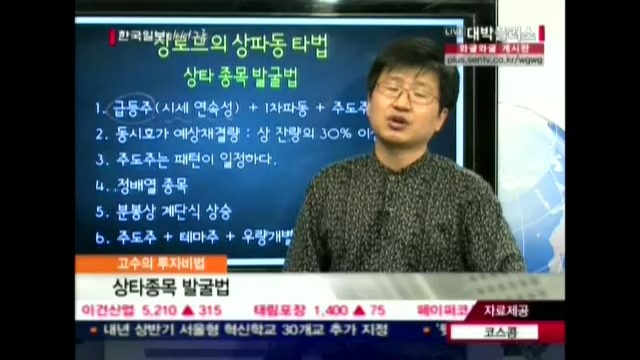 한국일보
LIVE 대박플러스
와글와글 게시판
plus.sentv.co.kr/wgwg
상파동 타법
상타 종목 발굴법
1. 급등주(시세 연속성) + 1차파동 + 주도주
2. 동시호가 예상체결량 : 상 잔량의 30%
3. 주도주는 패턴이 일정하다.
4. 정배열 종목
5. 분봉상 계단식 상승
6. 주도주 + 테마주 + 우량개별
고수의 투자비법
상타종목 발굴법
이건산업 5,210 ▲ 315 태림포장 1,400 ▲ 75 페이퍼코
자료제공
내년 상반기 서울형 혁신학교 30개교 추가 지정
코스콤